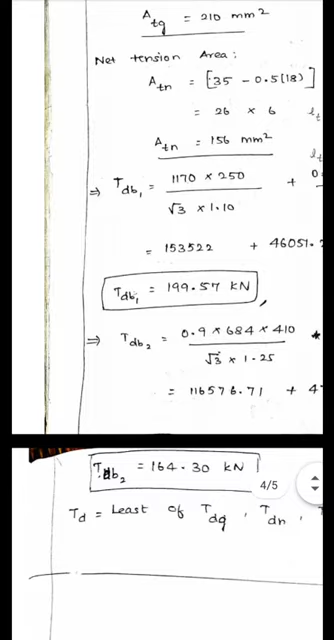 A_tg = 210 mm²
Net tension Area :
A_tn = [35 - 0.5(18)]
= 26 × 6
A_tn = 156 mm²
⇒ T_db₁ = 1170 × 250 / √3 × 1.10 + 0
= 153522 + 46051.
T_db₁ = 199.57 kN
⇒ T_db₂ = 0.9 × 684 × 410 / √3 × 1.25 +
= 116576.71 + 47
T_db₂ = 164.30 kN
4/5
T_d = Least of T_dg , T_dn ,